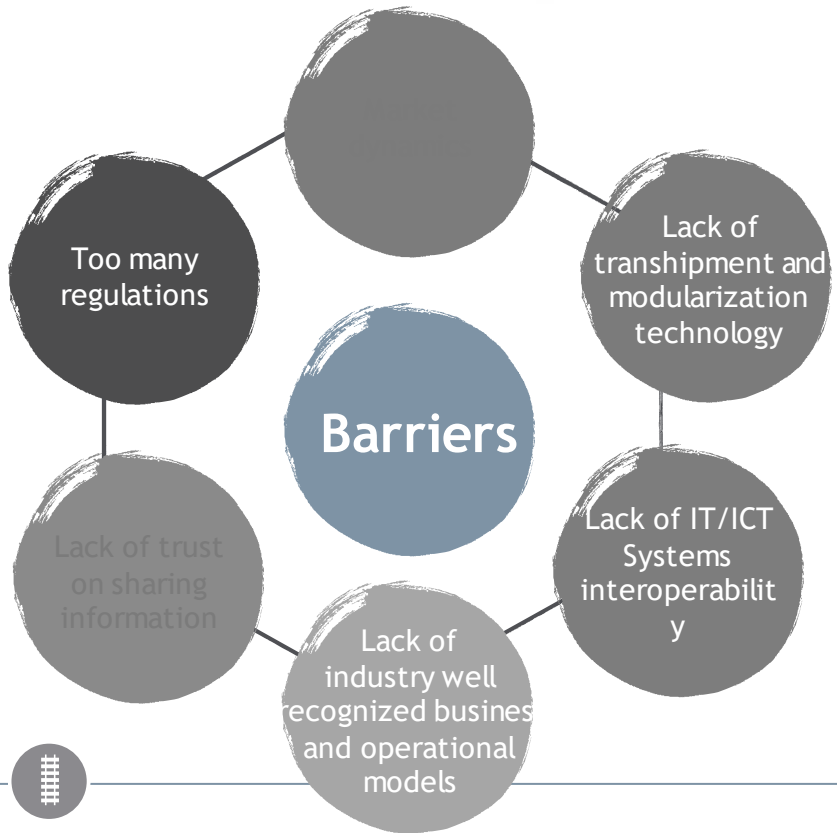 Too many
regulations
Lack of
transhipment and
modularization
technology
Barriers
Lack of trust
on sharing
information
Lack of IT/ICT
Systems
interoperabilit
y
Lack of
industry well
recognized busines
and operational
models